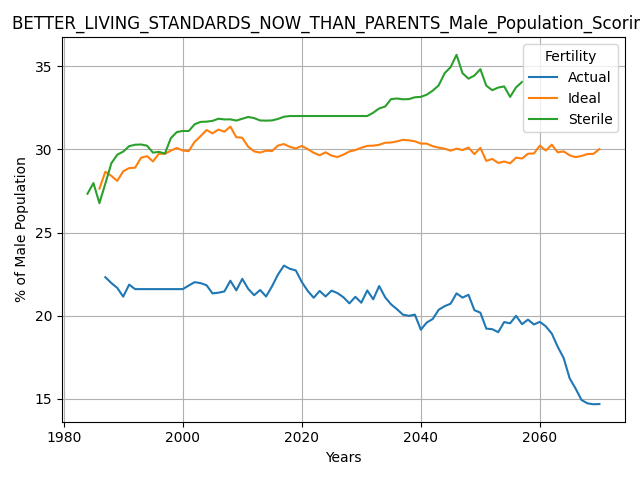 BETTER_LIVING_STANDARDS_NOW_THAN_PARENTS_Male_Population_Scorin
Fertility
Actual
Ideal
Sterile
% of Male Population
35
30
25
20
15
1980
2000
2020
2040
2060
Years